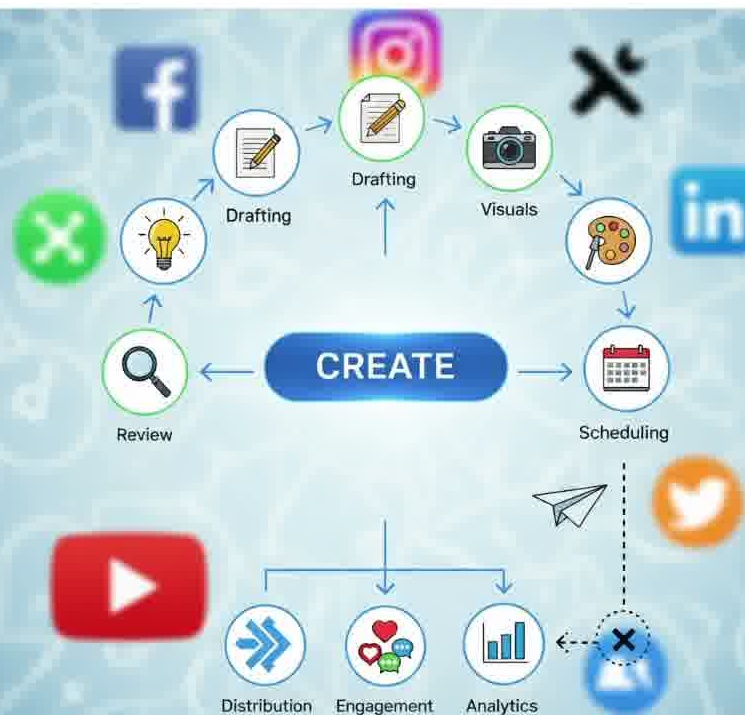 Drafting
Drafting
Visuals
CREATE
Review
Scheduling
Distribution
Engagement
Analytics